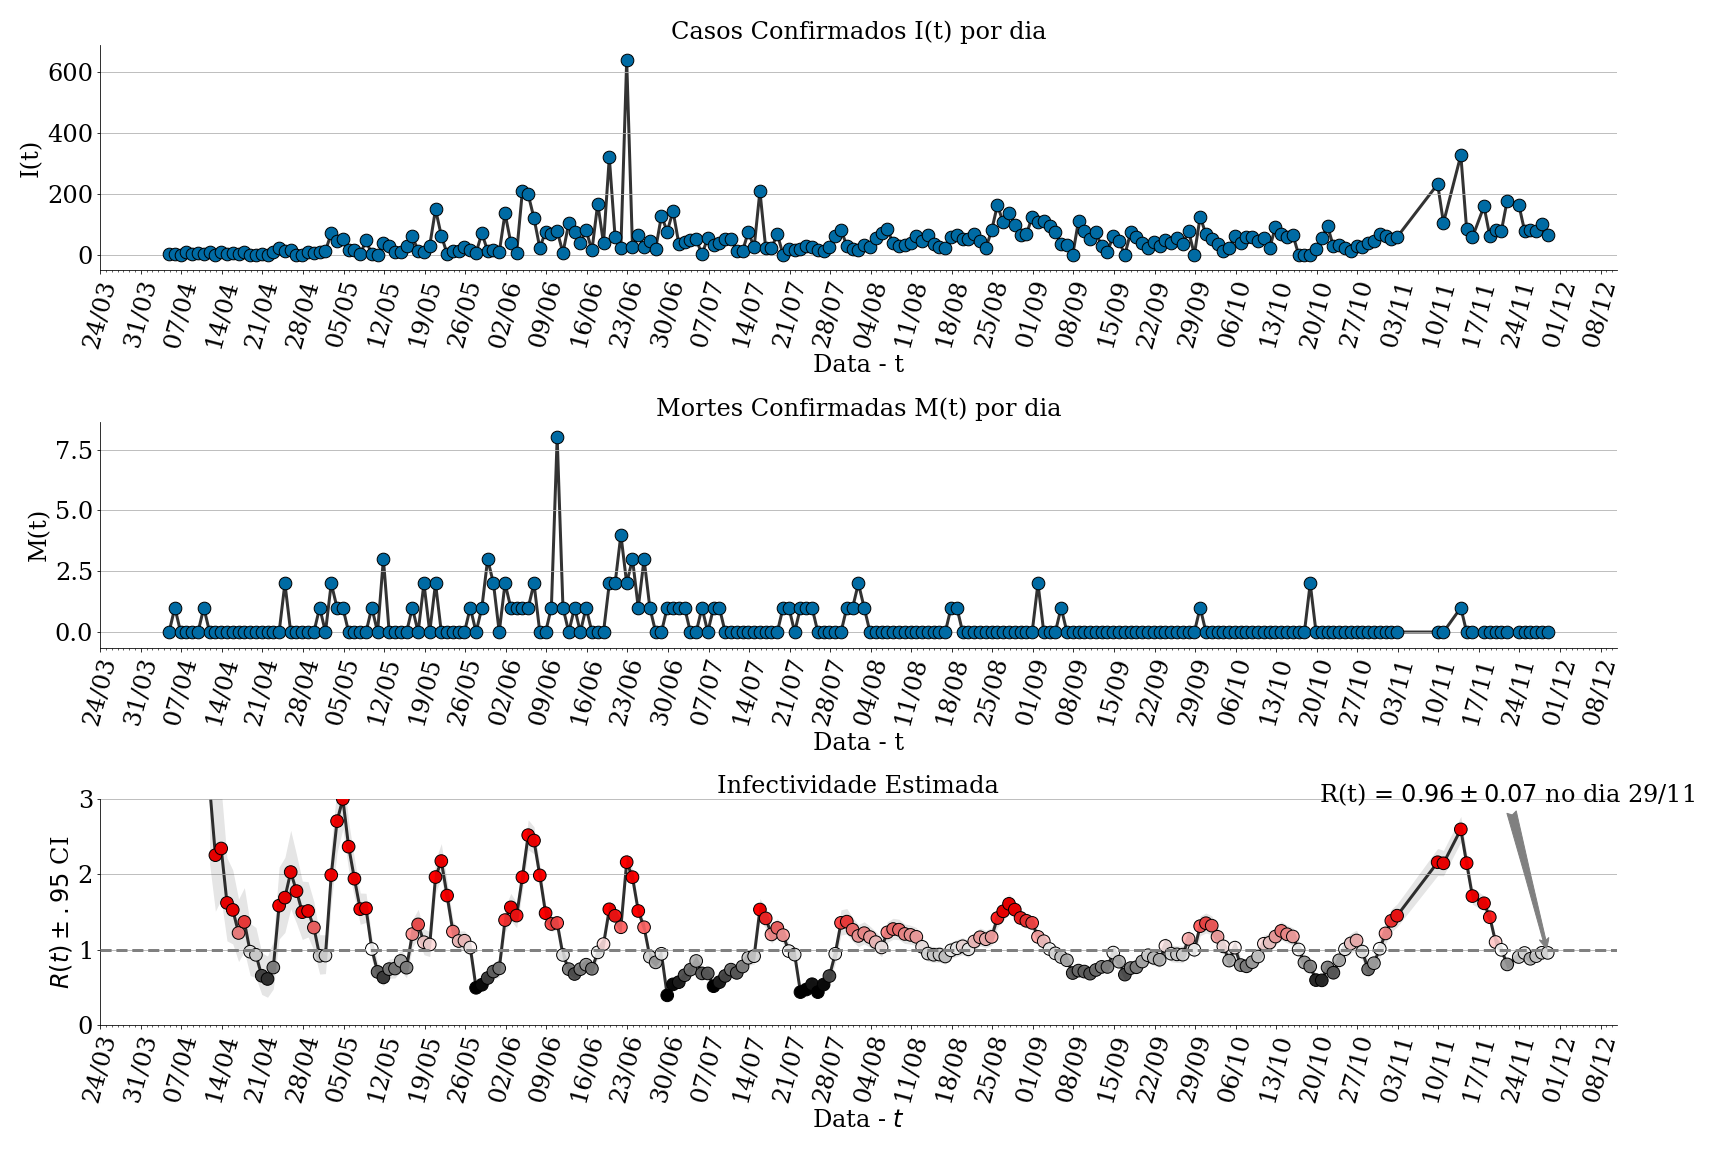 Casos Confirmados I(t) por dia
600
400
200
0
I(t)
24/03 31/03 07/04 14/04 21/04 28/04 05/05 12/05 19/05 26/05 02/06 09/06 16/06 23/06 30/06 07/07 14/07 21/07 28/07 04/08 11/08 18/08 25/08 01/09 08/09 15/09 22/09 29/09 06/10 13/10 20/10 27/10 03/11 10/11 17/11 24/11 01/12 08/12
Data - t
Mortes Confirmadas M(t) por dia
7.5
5.0
2.5
0.0
M(t)
24/03 31/03 07/04 14/04 21/04 28/04 05/05 12/05 19/05 26/05 02/06 09/06 16/06 23/06 30/06 07/07 14/07 21/07 28/07 04/08 11/08 18/08 25/08 01/09 08/09 15/09 22/09 29/09 06/10 13/10 20/10 27/10 03/11 10/11 17/11 24/11 01/12 08/12
Data - t
Infectividade Estimada
R(t) = 0.96 ± 0.07 no dia 29/11
3
2
1
0
R(t) ± .95 CI
24/03 31/03 07/04 14/04 21/04 28/04 05/05 12/05 19/05 26/05 02/06 09/06 16/06 23/06 30/06 07/07 14/07 21/07 28/07 04/08 11/08 18/08 25/08 01/09 08/09 15/09 22/09 29/09 06/10 13/10 20/10 27/10 03/11 10/11 17/11 24/11 01/12 08/12
Data - t